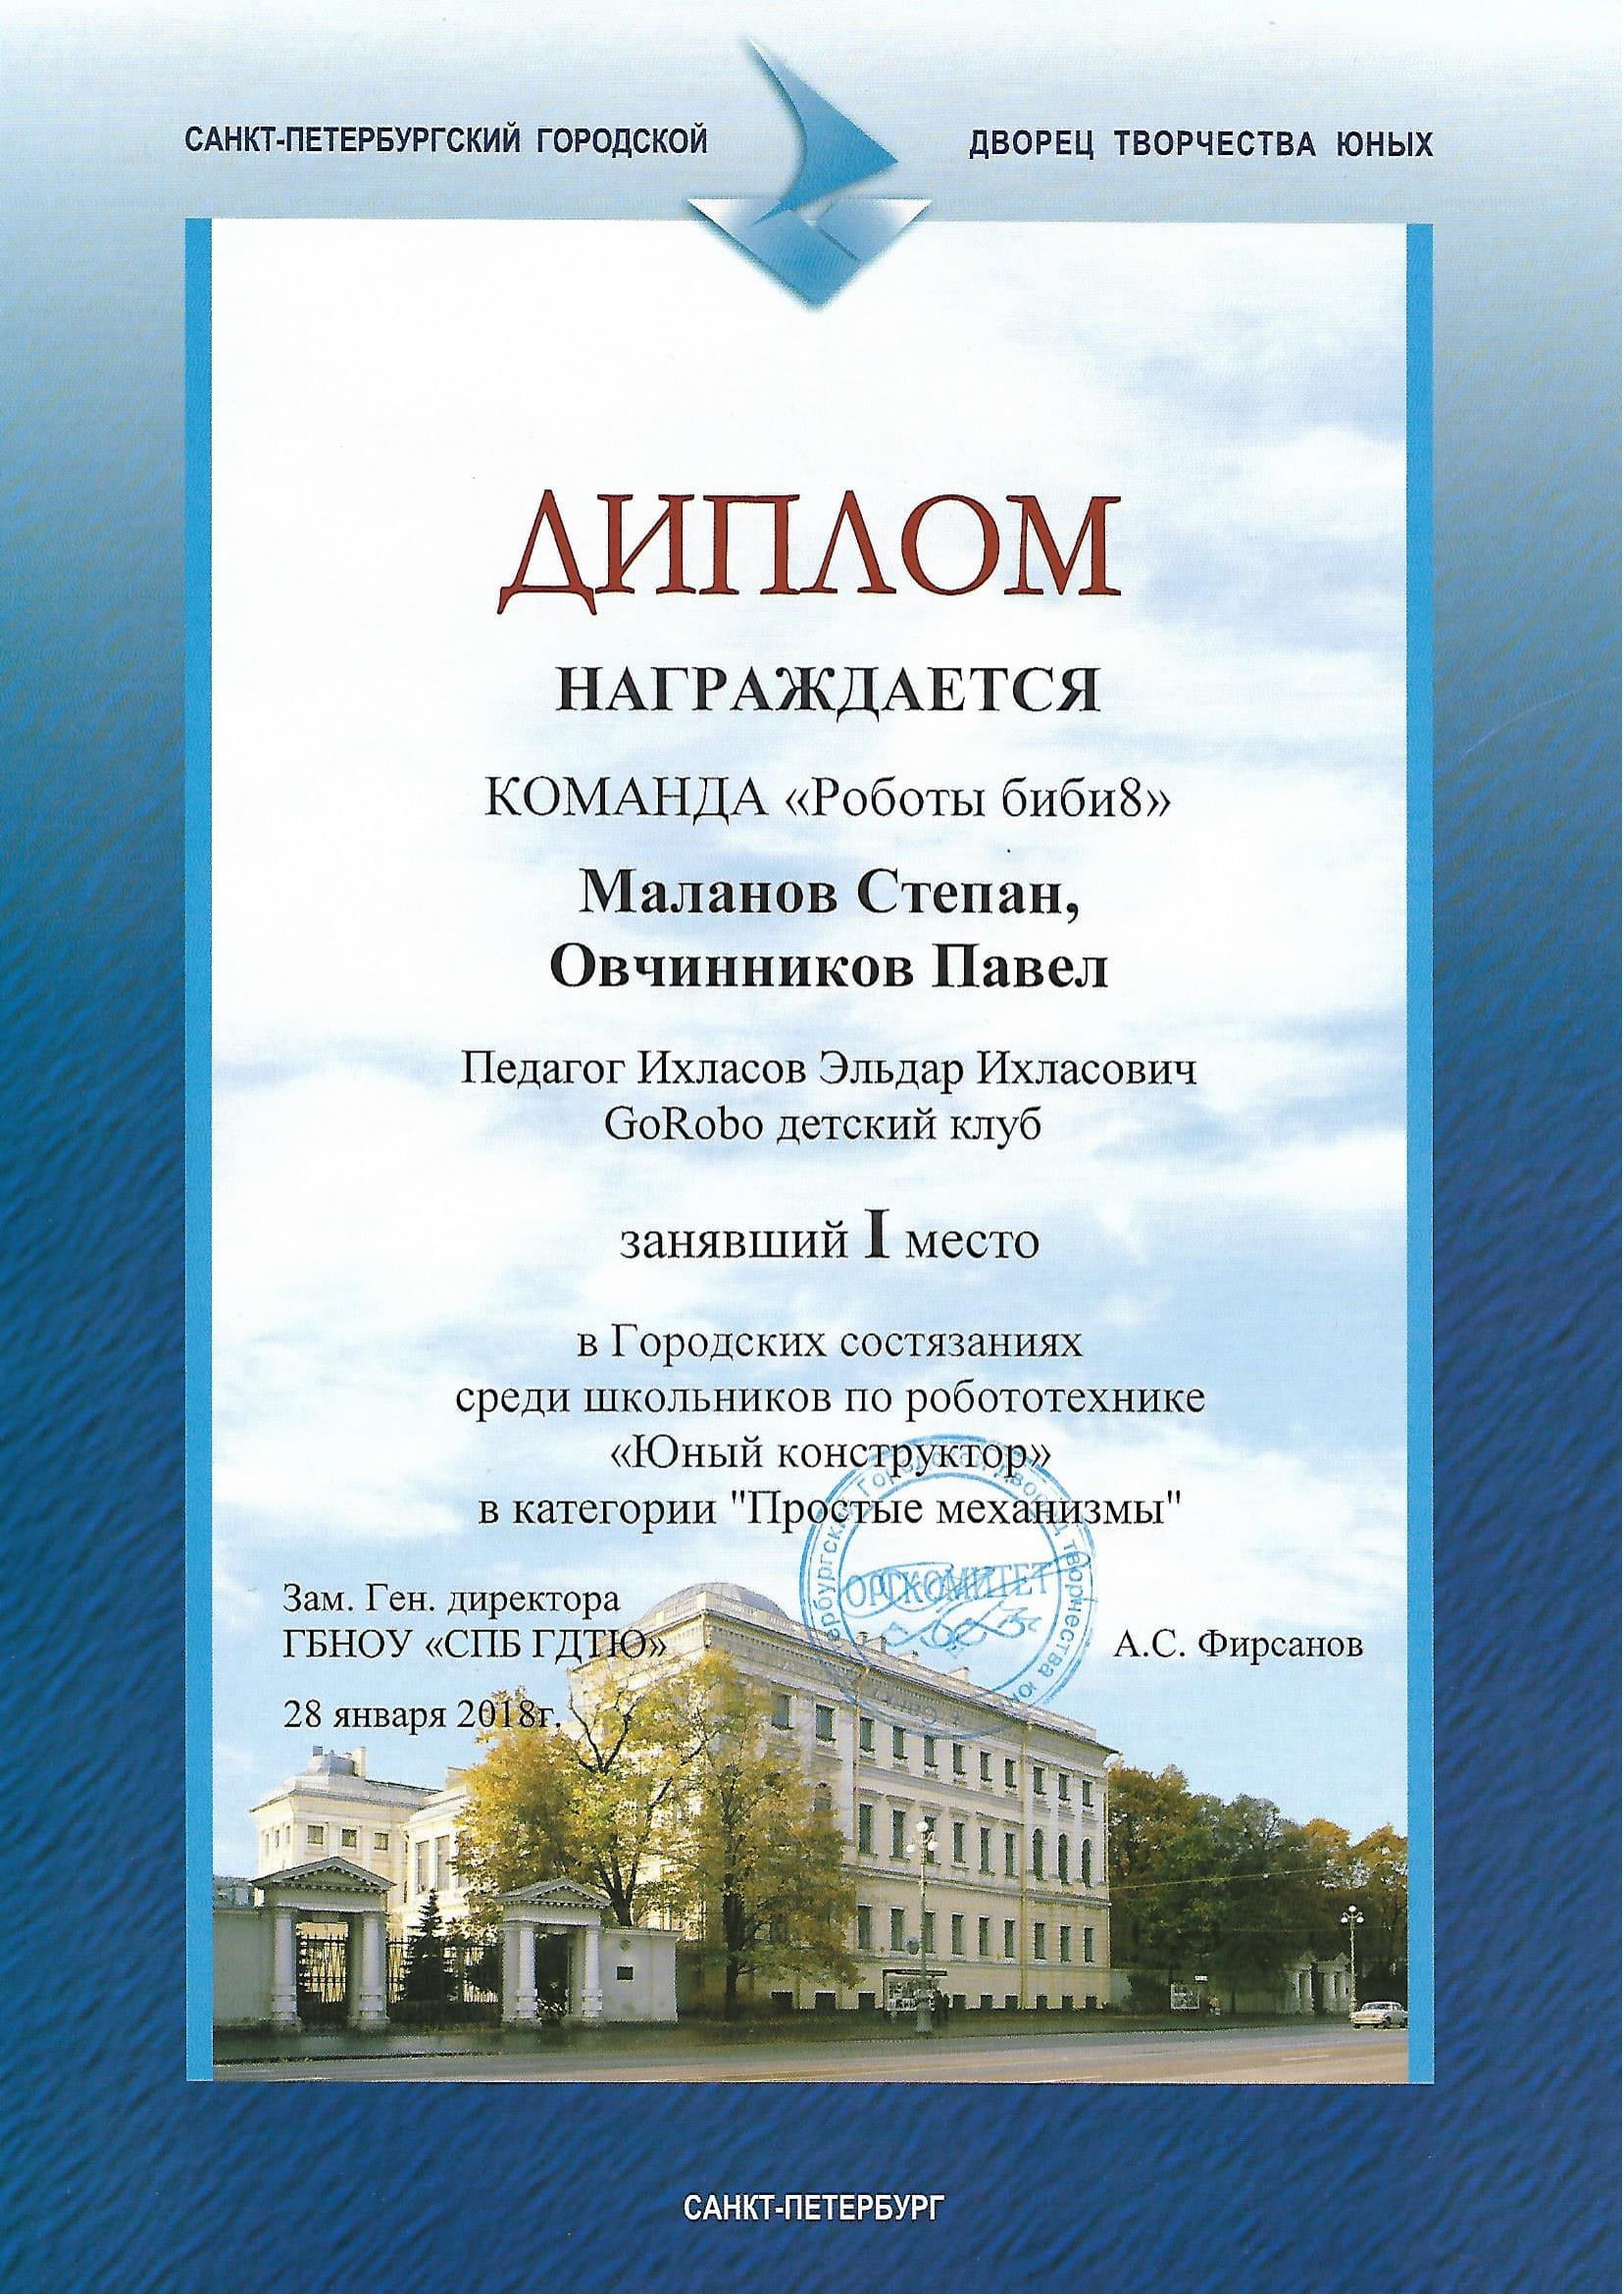 САНКТ-ПЕТЕРБУРГСКИЙ ГОРОДСКОЙ ДВОРЕЦ ТВОРЧЕСТВА ЮНЫХ
ДИПЛОМ
НАГРАЖДАЕТСЯ
КОМАНДА «Роботы биби8»
Маланов Степан,
Овчинников Павел
Педагог Ихласов Эльдар Ихласович
GoRobo детский клуб
занявший I место
в Городских состязаниях
среди школьников по робототехнике
«Юный конструктор»
в категории "Простые механизмы"
ОРГКОМИТЕТ
Зам. Ген. директора
ГБНОУ «СПБ ГДТЮ» А.С. Фирсанов
28 января 2018г.
САНКТ-ПЕТЕРБУРГ